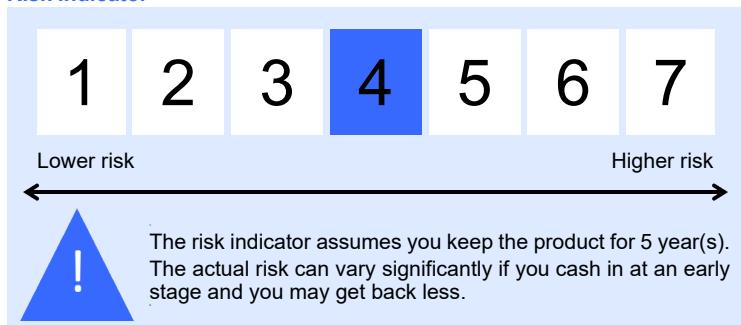 Risk Indicator
1 2 3 4 5 6 7
Lower risk Higher risk
!
The risk indicator assumes you keep the product for 5 year(s).
The actual risk can vary significantly if you cash in at an early
stage and you may get back less.